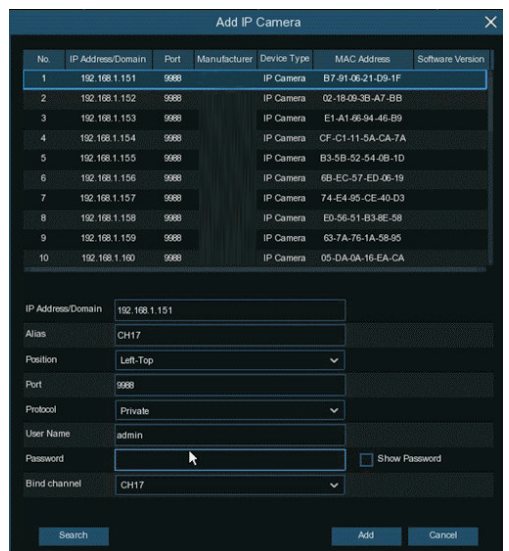 Add IP Camera
No. IP Address/Domain Port Manufacturer Device Type MAC Address Software Version
1 192.168.1.151 9988 IP Camera B7-91-06-21-D9-1F
2 192.168.1.152 9988 IP Camera 02-18-09-3B-A7-BB
3 192.168.1.153 9988 IP Camera E1-A1-66-94-46-B9
4 192.168.1.154 9988 IP Camera CF-C1-11-5A-CA-7A
5 192.168.1.155 9988 IP Camera B3-5B-52-54-0B-1D
6 192.168.1.156 9988 IP Camera 6B-EC-57-ED-06-19
7 192.168.1.157 9988 IP Camera 74-E4-95-CE-40-D3
8 192.168.1.158 9988 IP Camera E0-56-51-B3-8E-58
9 192.168.1.159 9988 IP Camera 63-7A-76-1A-58-95
10 192.168.1.160 9988 IP Camera 05-DA-0A-16-EA-CA
IP Address/Domain 192.168.1.151
Alias CH17
Position Left-Top
Port 9988
Protocol Private
User Name admin
Password Show Password
Bind channel CH17
Search Add Cancel